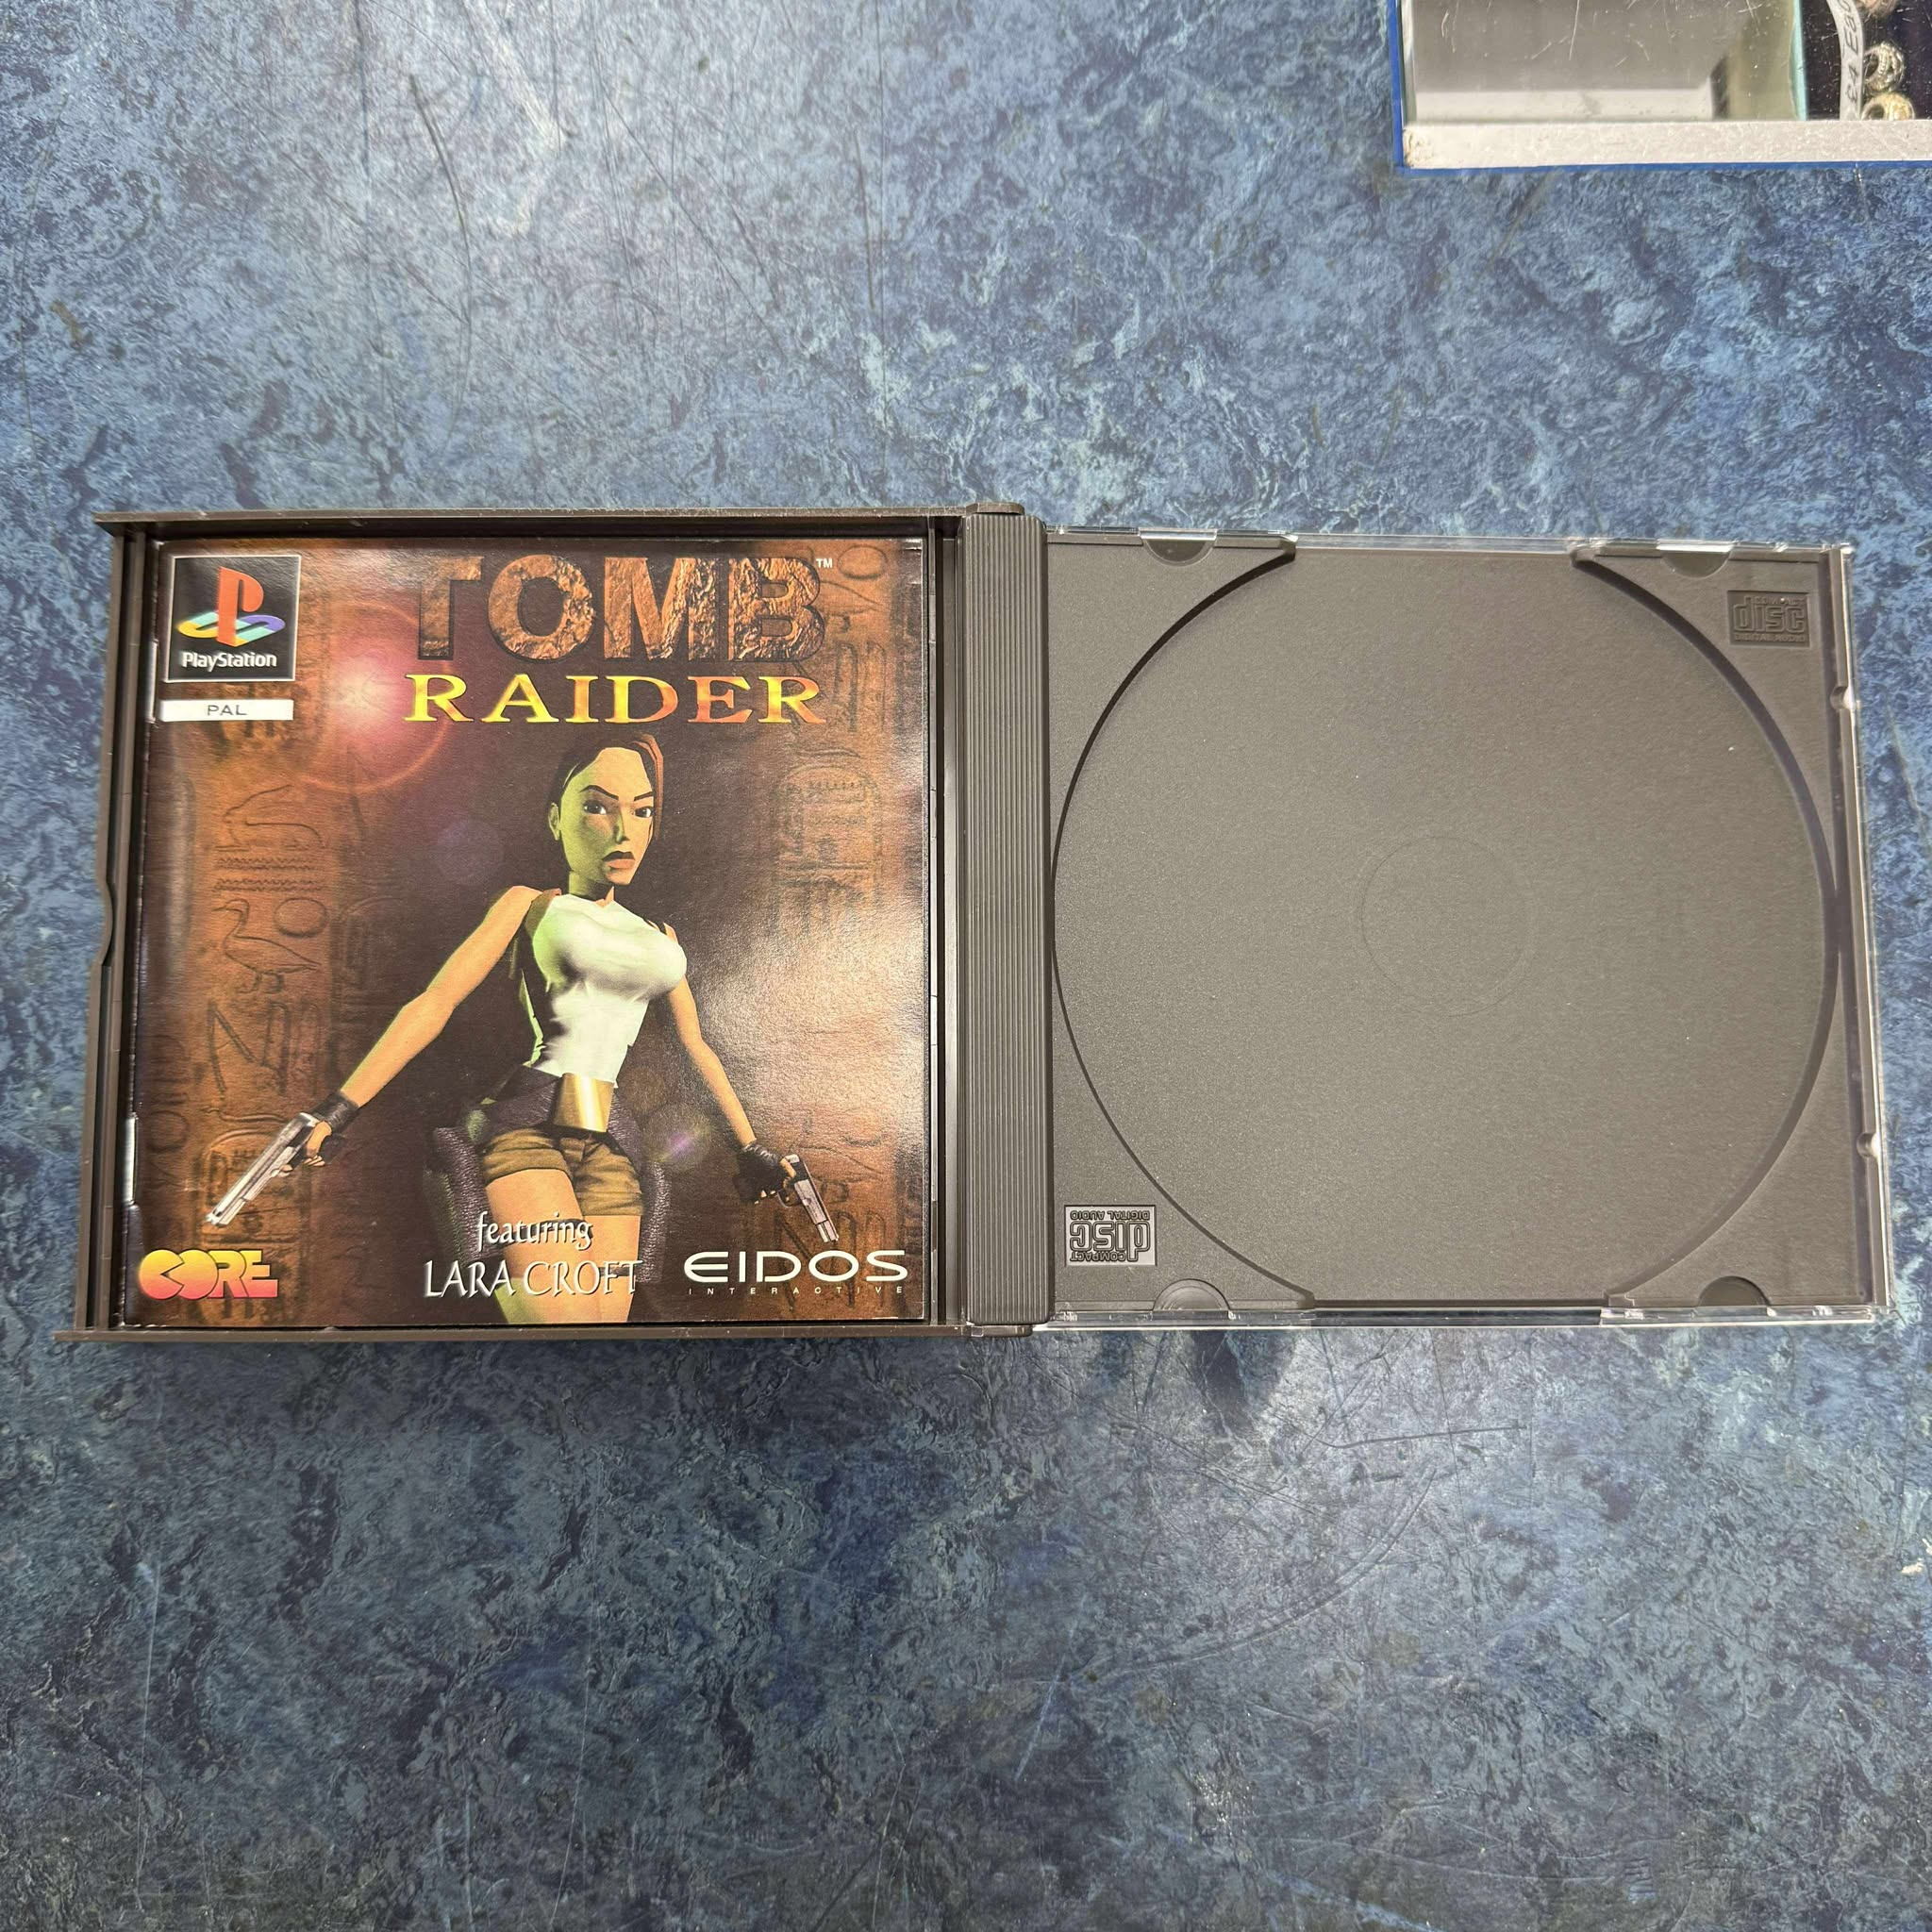 PlayStation
PAL
TOMB™
RAIDER
featuring
LARA CROFT
CORE
EIDOS
INTERACTIVE
COMPACT
disc
DIGITAL AUDIO
COMPACT
disc
DIGITAL AUDIO